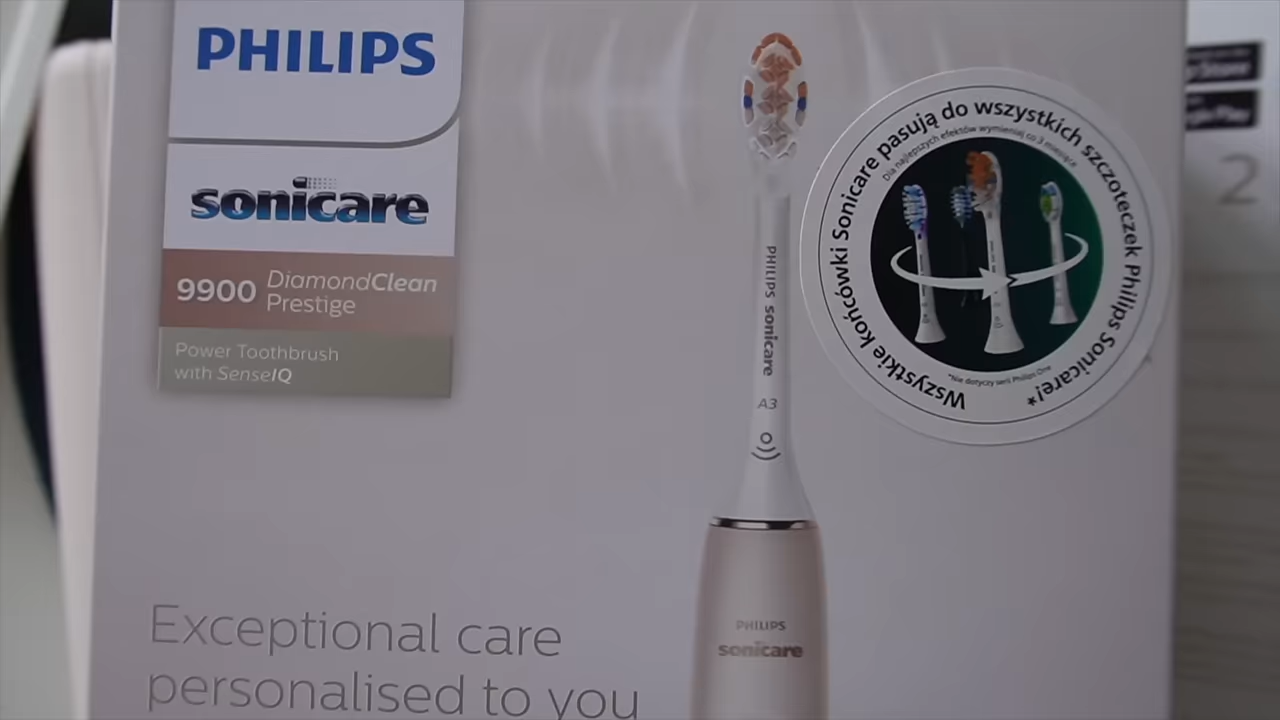 PHILIPS
sonicare
9900 DiamondClean
Prestige
Power Toothbrush
with SenseIQ
Exceptional care
personalised to you
PHILIPS sonicare
A3
PHILIPS
sonicare
Wszystkie końcówki Sonicare pasują do wszystkich szczoteczek Philips Sonicare!*
Dla najlepszych efektów wymieniaj co 3 miesiące
*Nie dotyczy serii Philips One
2